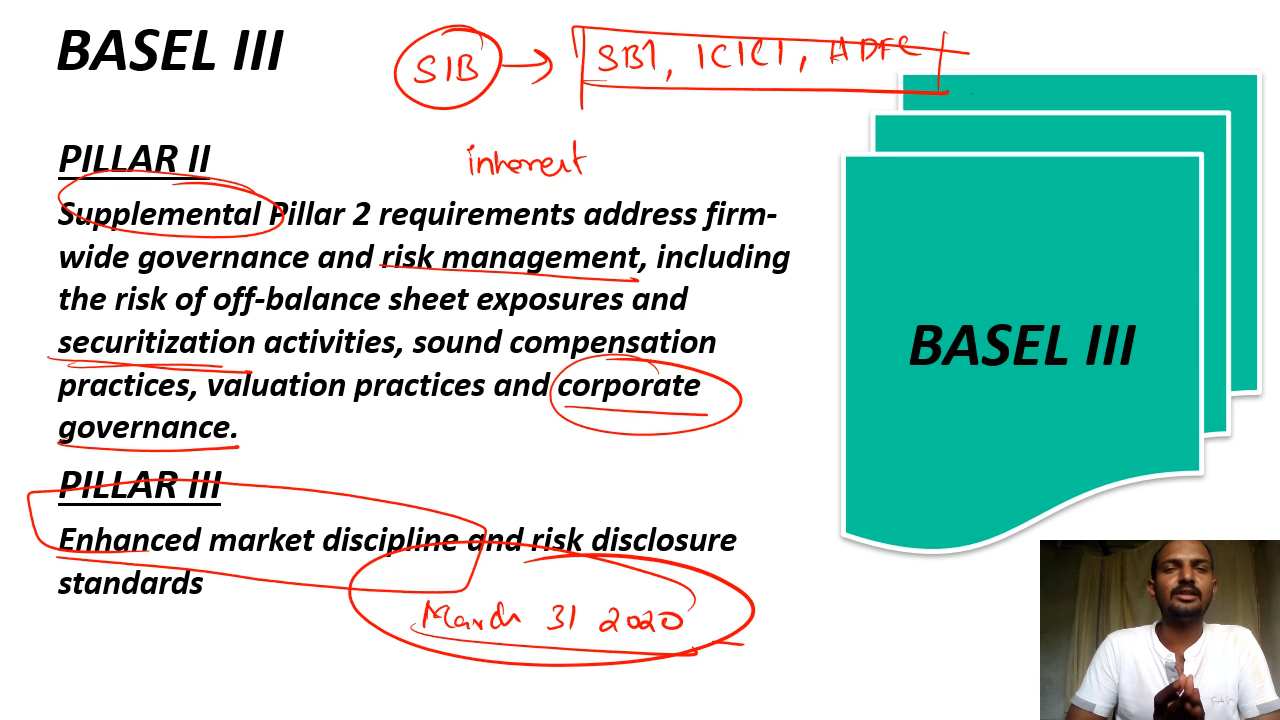 BASEL III
SIB → SBI, ICICI, HDFC
PILLAR II
inherent
Supplemental Pillar 2 requirements address firm-
wide governance and risk management, including
the risk of off-balance sheet exposures and
securitization activities, sound compensation
practices, valuation practices and corporate
governance.
PILLAR III
Enhanced market discipline and risk disclosure
standards
March 31 2020
BASEL III